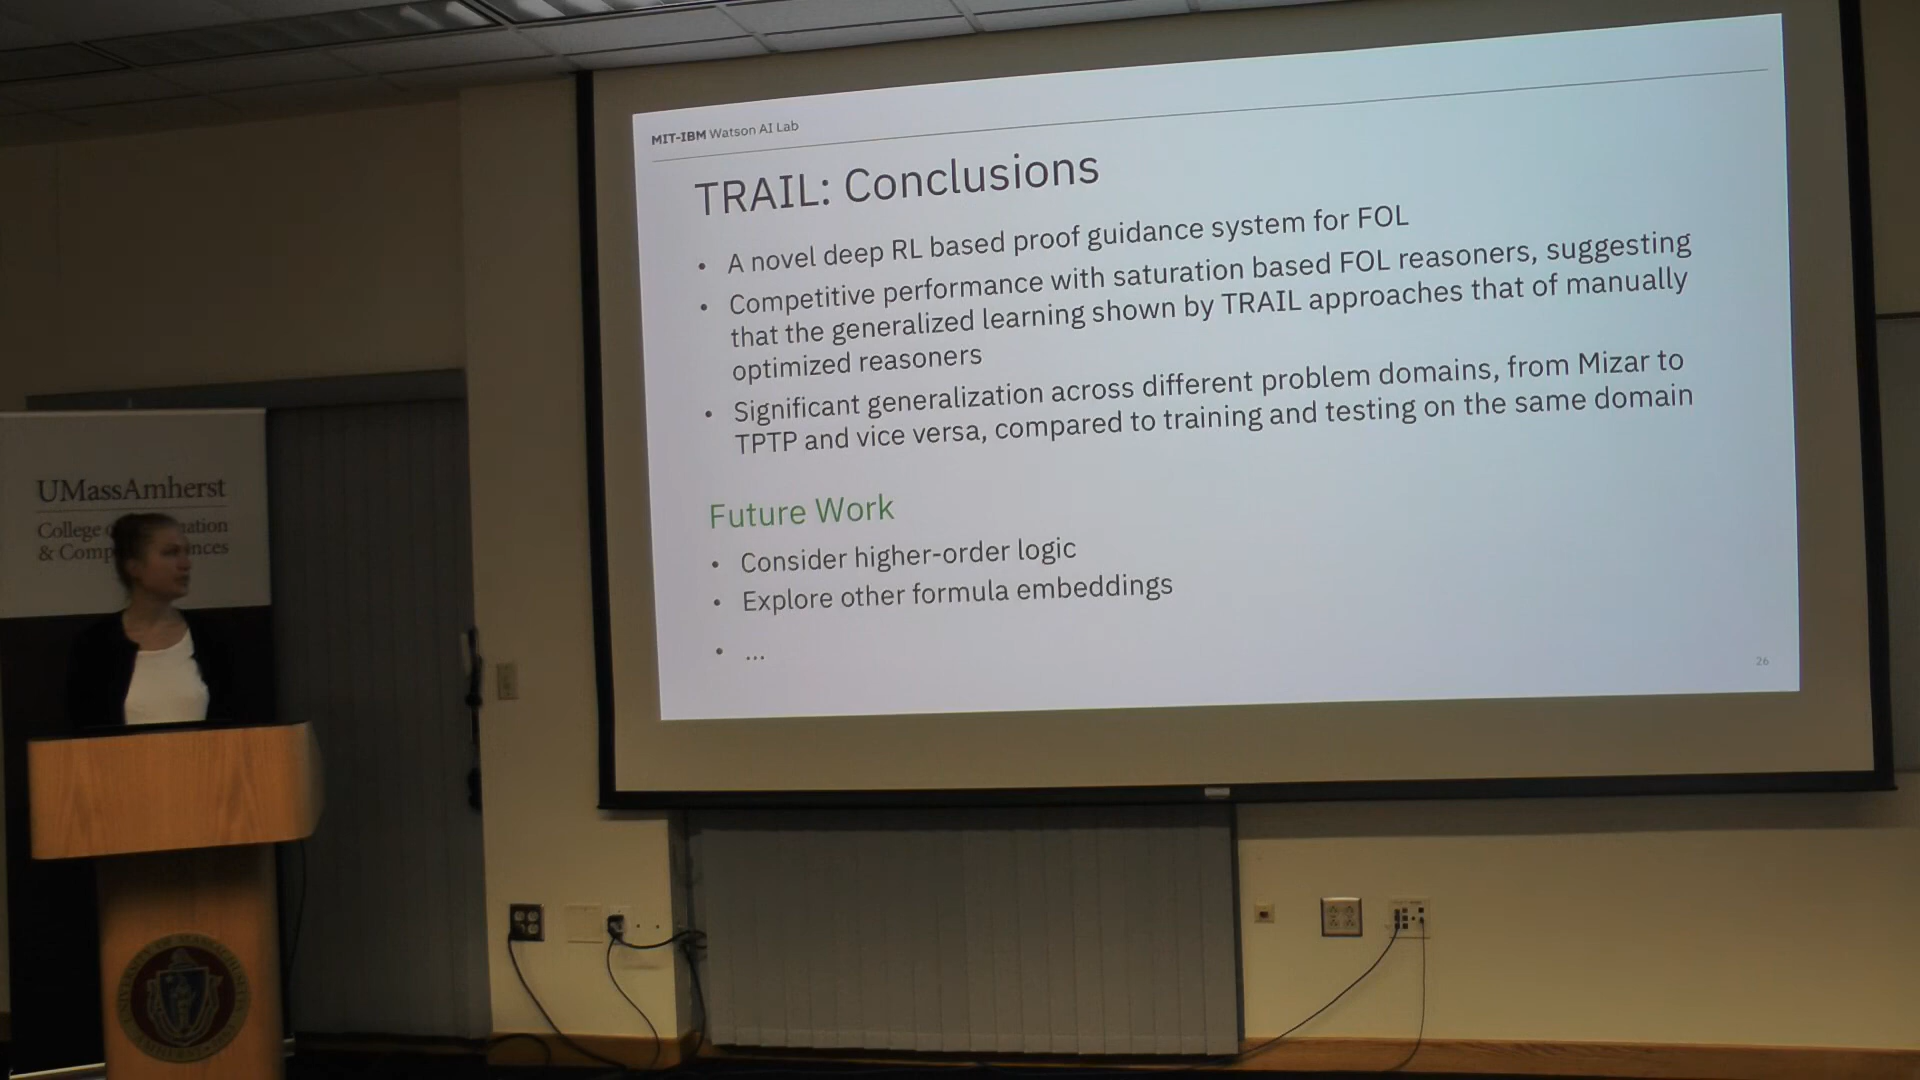 MIT-IBM Watson AI Lab
TRAIL: Conclusions
• A novel deep RL based proof guidance system for FOL
• Competitive performance with saturation based FOL reasoners, suggesting
that the generalized learning shown by TRAIL approaches that of manually
optimized reasoners
• Significant generalization across different problem domains, from Mizar to
TPTP and vice versa, compared to training and testing on the same domain
Future Work
• Consider higher-order logic
• Explore other formula embeddings
• ...
26
UMassAmherst
College
& Comp